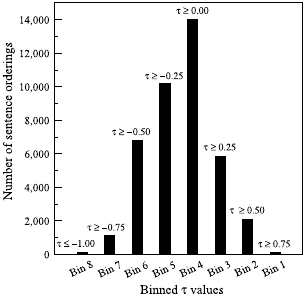 τ ≥ 0.00
14,000
12,000
τ ≥ −0.25
10,000
8,000
τ ≥ −0.50
6,000
τ ≥ 0.25
4,000
τ ≥ 0.50
2,000
τ ≥ −0.75
τ ≤ −1.00
τ ≥ 0.75
0
Bin 8
Bin 7
Bin 6
Bin 5
Bin 4
Bin 3
Bin 2
Bin 1
Number of sentence orderings
Binned τ values